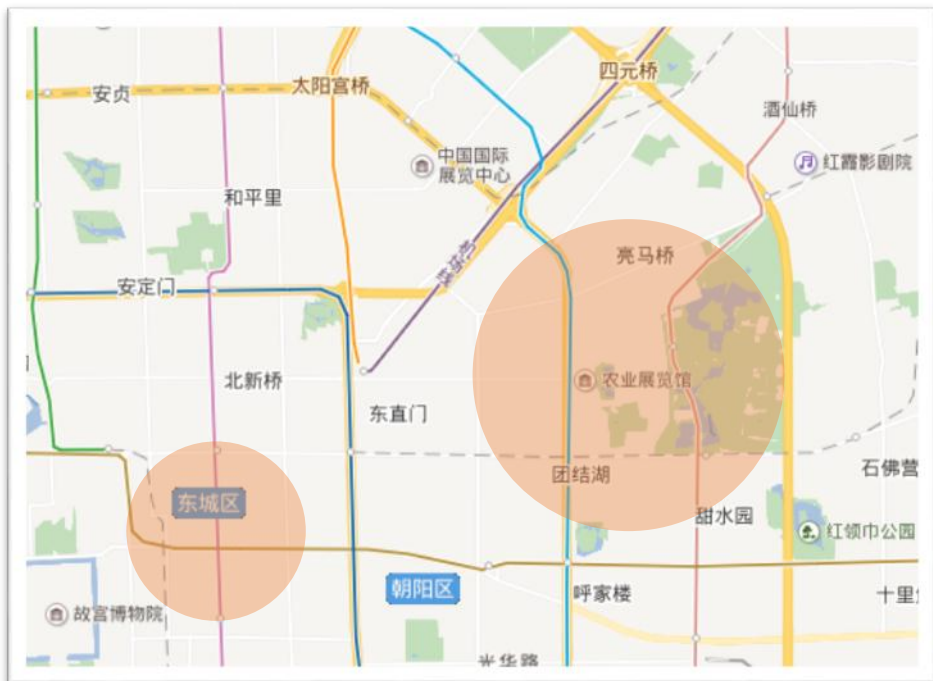 四元桥
太阳宫桥
安贞
酒仙桥
中国国际
展览中心
红霞影剧院
和平里
机场线
亮马桥
安定门
北新桥
农业展览馆
东直门
团结湖
石佛营
东城区
甜水园
红领巾公园
朝阳区
呼家楼
十里
故宫博物院
光华路